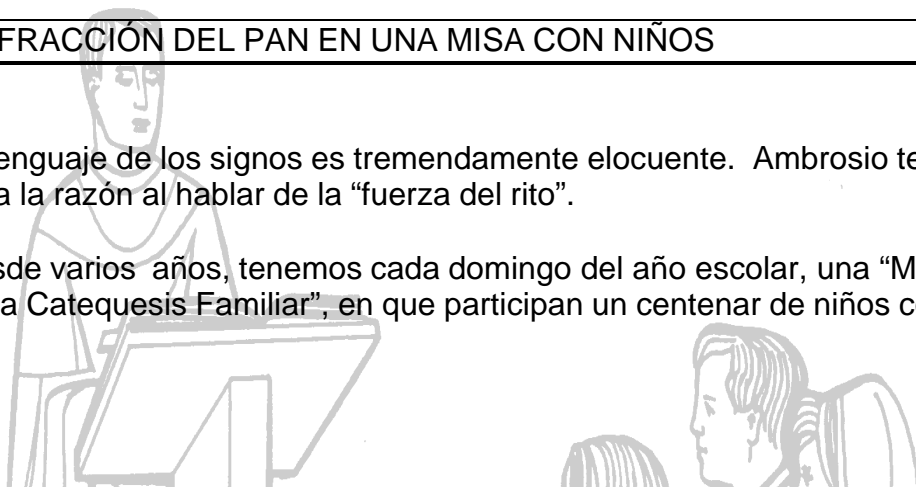 FRACCIÓN DEL PAN EN UNA MISA CON NIÑOS
enguaje de los signos es tremendamente elocuente. Ambrosio te
a la razón al hablar de la “fuerza del rito”.
sde varios años, tenemos cada domingo del año escolar, una “M
a Catequesis Familiar”, en que participan un centenar de niños c